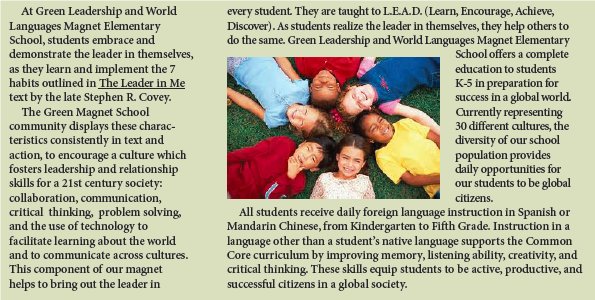 At Green Leadership and World
Languages Magnet Elementary
School, students embrace and
demonstrate the leader in themselves,
as they learn and implement the 7
habits outlined in The Leader in Me
text by the late Stephen R. Covey.
The Green Magnet School
community displays these charac-
teristics consistently in text and
action, to encourage a culture which
fosters leadership and relationship
skills for a 21st century society:
collaboration, communication,
critical thinking, problem solving,
and the use of technology to
facilitate learning about the world
and to communicate across cultures.
This component of our magnet
helps to bring out the leader in
every student. They are taught to L.E.A.D. (Learn, Encourage, Achieve,
Discover). As students realize the leader in themselves, they help others to
do the same. Green Leadership and World Languages Magnet Elementary
School offers a complete
education to students
K-5 in preparation for
success in a global world.
Currently representing
30 different cultures, the
diversity of our school
population provides
daily opportunities for
our students to be global
citizens.
All students receive daily foreign language instruction in Spanish or
Mandarin Chinese, from Kindergarten to Fifth Grade. Instruction in a
language other than a student's native language supports the Common
Core curriculum by improving memory, listening ability, creativity, and
critical thinking. These skills equip students to be active, productive, and
successful citizens in a global society.